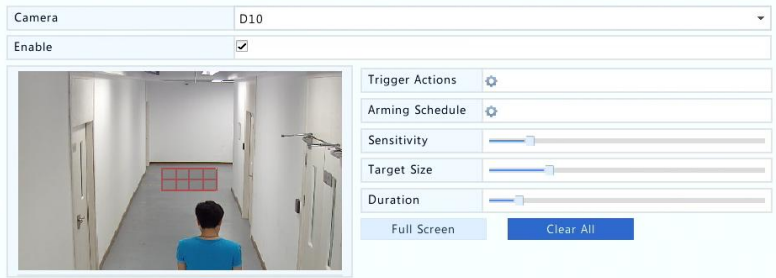 Camera
D10
Enable
Trigger Actions
Arming Schedule
Sensitivity
Target Size
Duration
Full Screen
Clear All